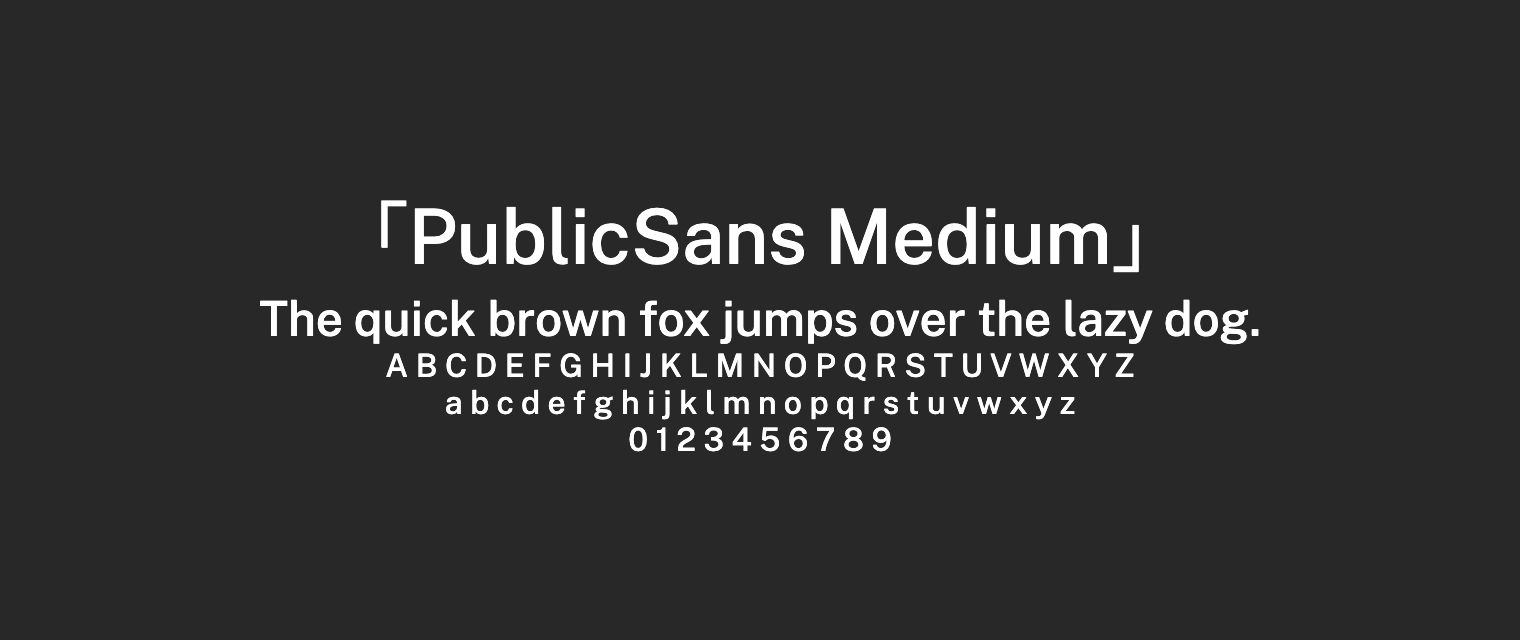 「PublicSans Medium」
The quick brown fox jumps over the lazy dog.
A B C D E F G H I J K L M N O P Q R S T U V W X Y Z
a b c d e f g h i j k l m n o p q r s t u v w x y z
0 1 2 3 4 5 6 7 8 9